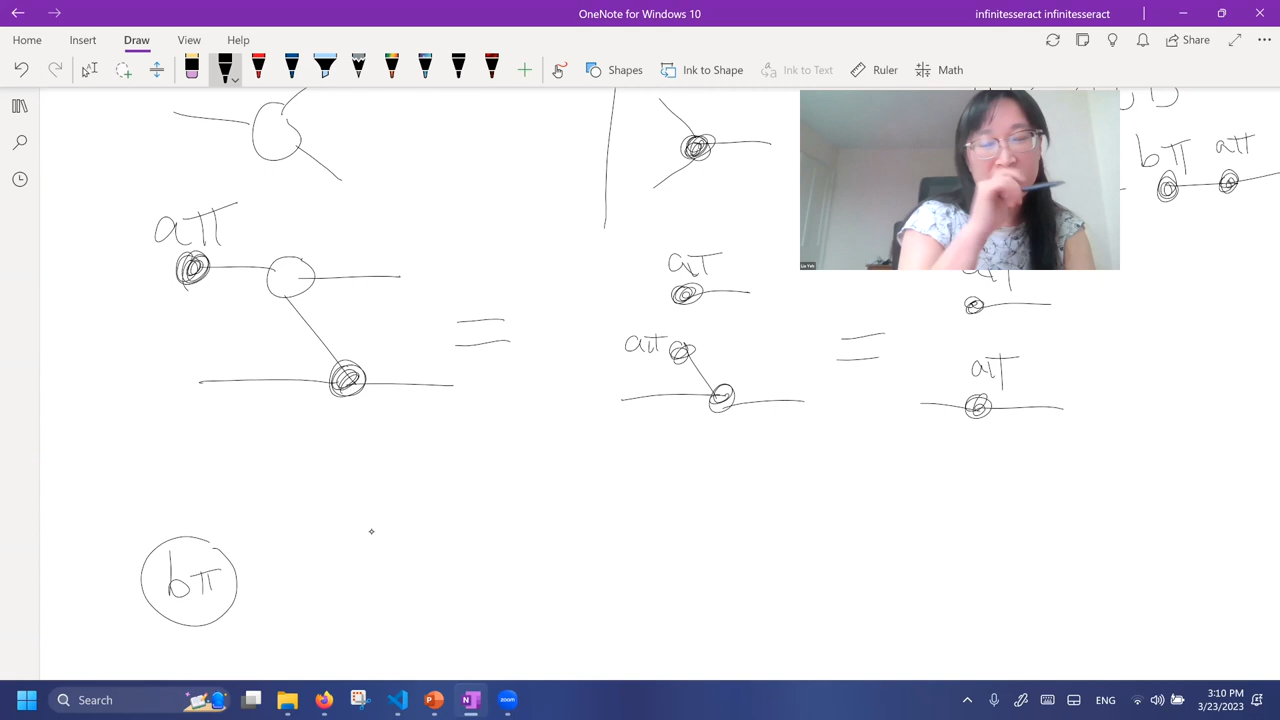 OneNote for Windows 10
infinitesseract infinitesseract
Home Insert Draw View Help
Share
Shapes
Ink to Shape
Ink to Text
Ruler
Math
bπ aπ
aπ
aπ
aπ
=
aπ
=
aπ
bπ
Search
ENG
3:10 PM
3/23/2023